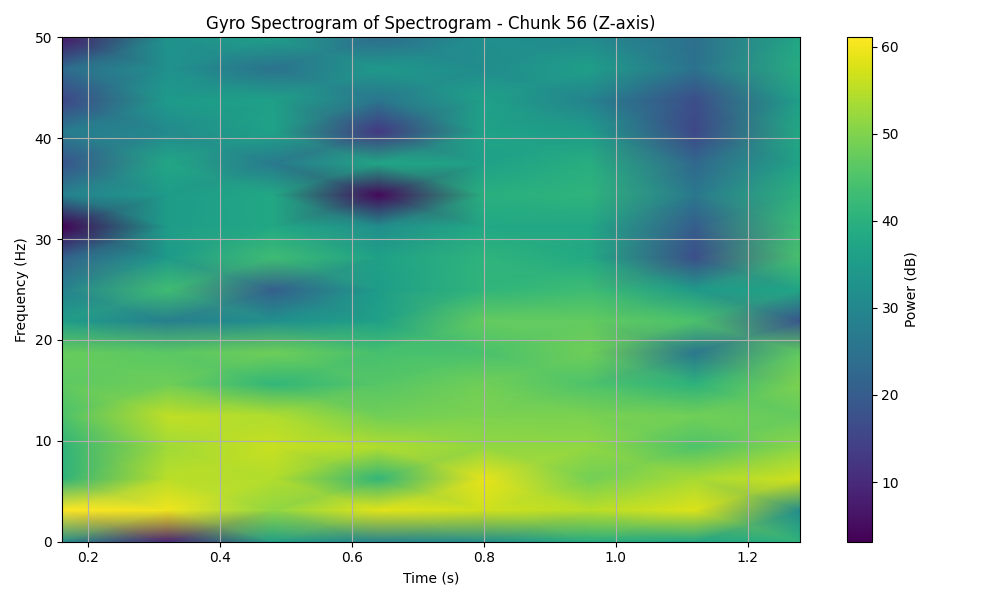 Gyro Spectrogram of Spectrogram - Chunk 56 (Z-axis)
50
40
30
20
10
0
Frequency (Hz)
0.2 0.4 0.6 0.8 1.0 1.2
Time (s)
60
50
40
30
20
10
Power (dB)